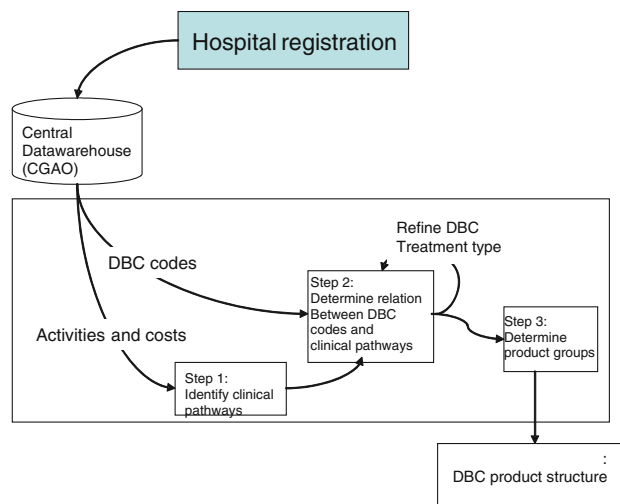 Hospital registration
Central
Datawarehouse
(CGAO)
Refine DBC
Treatment type
DBC codes
Step 2:
Determine relation
Between DBC
codes and
clinical pathways
Activities and costs
Step 3:
Determine
product groups
Step 1:
Identify clinical
pathways
:
DBC product structure